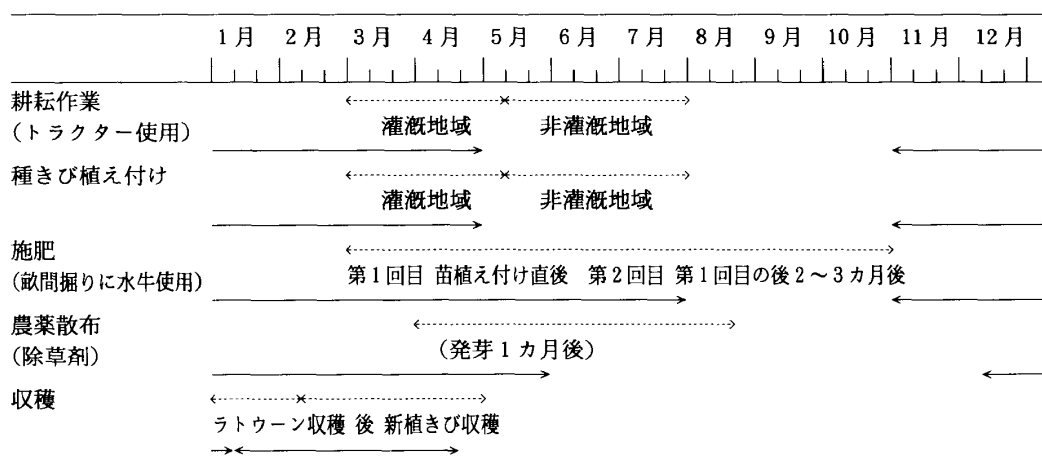 1月 2月 3月 4月 5月 6月 7月 8月 9月 10月 11月 12月
耕耘作業
(トラクター使用)
灌漑地域 非灌漑地域
種きび植え付け
灌漑地域 非灌漑地域
施肥
(畝間掘りに水牛使用)
第1回目 苗植え付け直後 第2回目 第1回目の後2〜3カ月後
農薬散布
(除草剤)
(発芽1カ月後)
収穫
ラトゥーン収穫 後 新植きび収穫